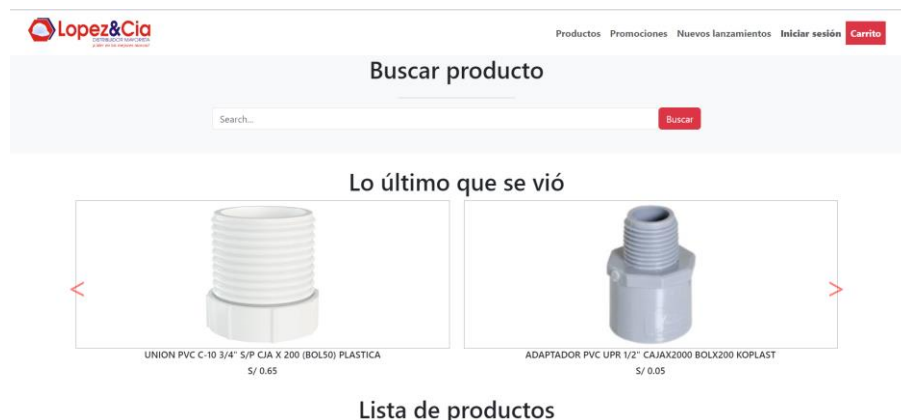 Lopez&Cia
DISTRIBUIDOR MAYORISTA
Productos Promociones Nuevos lanzamientos Iniciar sesión Carrito
Buscar producto
Search...
Buscar
Lo último que se vió
<
>
UNION PVC C-10 3/4" S/P CJA X 200 (BOL50) PLASTICA
S/ 0.65
ADAPTADOR PVC UPR 1/2" CAJAX2000 BOLX200 KOPLAST
S/ 0.05
Lista de productos